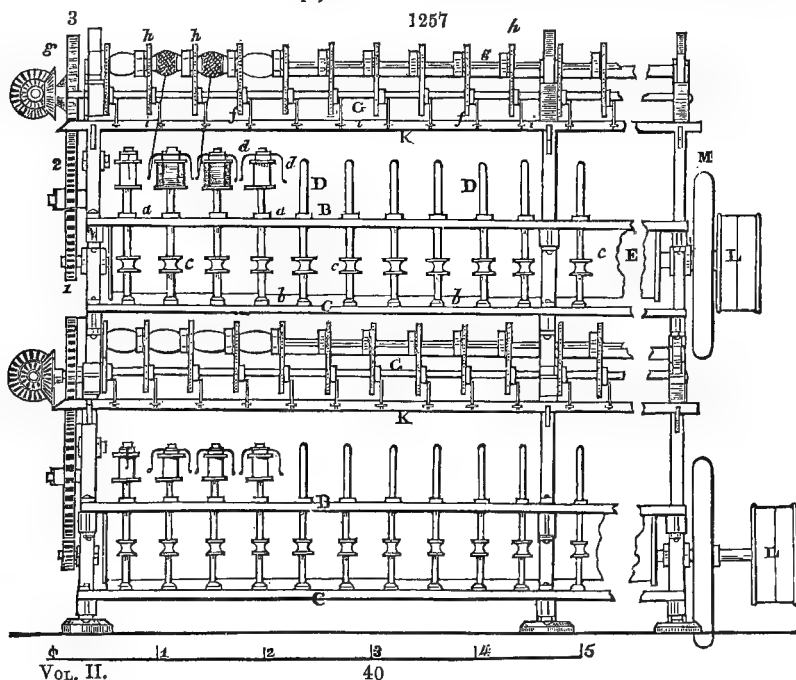 3 1257
g h h g h
f G f
i i i
K
2 d d M
D D
a a B
c c c E L
1 b b
C
G
K
B
L
C
0 1 2 3 4 5
VOL. II. 40